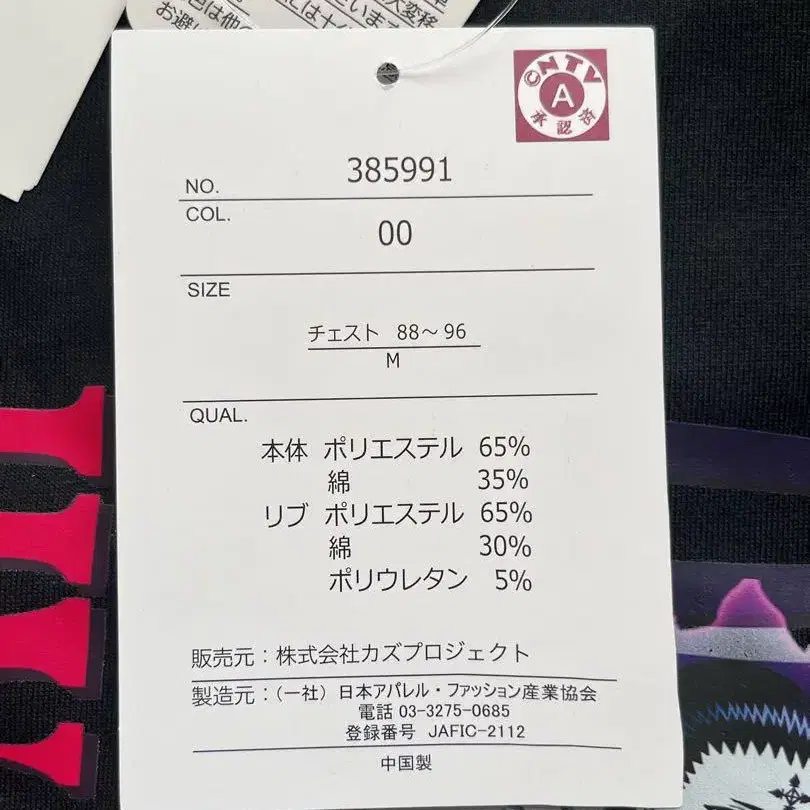 ©NTV
A
承認済
NO. 385991
COL. 00
SIZE
チェスト 88～96
M
QUAL.
本体 ポリエステル 65%
綿 35%
リブ ポリエステル 65%
綿 30%
ポリウレタン 5%
販売元：株式会社カズプロジェクト
製造元：（一社）日本アパレル・ファッション産業協会
電話 03-3275-0685
登録番号 JAFIC-2112
中国製